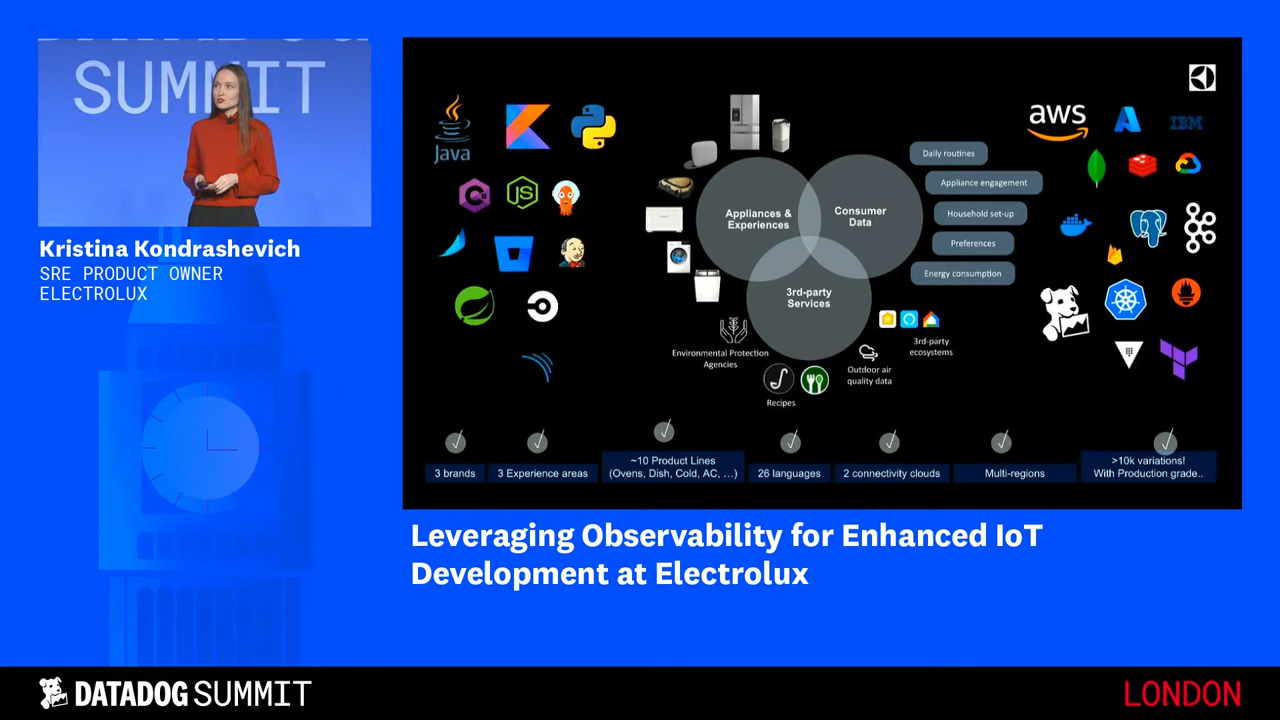 SUMMIT
Kristina Kondrashevich
SRE PRODUCT OWNER
ELECTROLUX
Java
JS
aws
IBM
Appliances &
Experiences
Consumer
Data
3rd-party
Services
Daily routines
Appliance engagement
Household set-up
Preferences
Energy consumption
Environmental Protection
Agencies
Recipes
Outdoor air
quality data
3rd-party
ecosystems
3 brands
3 Experience areas
~10 Product Lines
(Ovens, Dish, Cold, AC, ...)
26 languages
2 connectivity clouds
Multi-regions
>10k variations!
With Production grade..
Leveraging Observability for Enhanced IoT
Development at Electrolux
DATADOG SUMMIT
LONDON